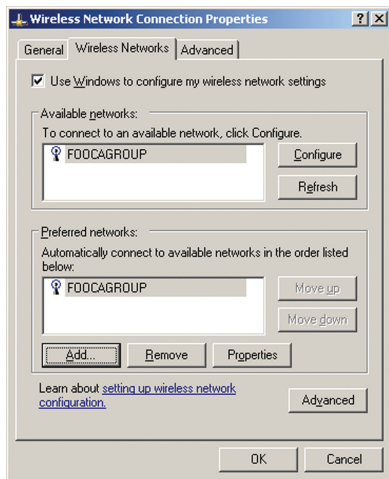 Wireless Network Connection Properties
General Wireless Networks Advanced
Use Windows to configure my wireless network settings
Available networks:
To connect to an available network, click Configure.
FOOCAGROUP
Configure
Refresh
Preferred networks:
Automatically connect to available networks in the order listed
below:
FOOCAGROUP
Move up
Move down
Add... Remove Properties
Learn about setting up wireless network
configuration.
Advanced
OK Cancel